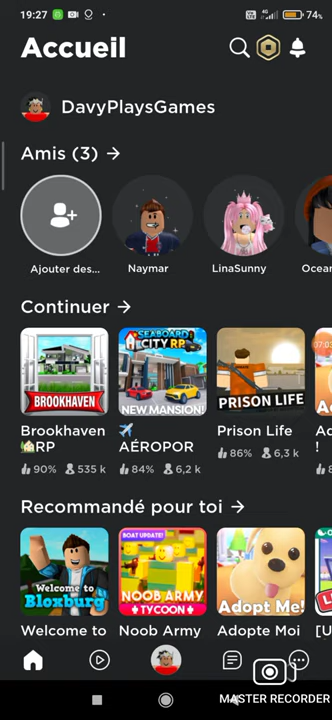 19:27
74%
Accueil
DavyPlaysGames
Amis (3) →
Ajouter des...
Naymar
LinaSunny
Ocean
Continuer →
BROOKHAVEN
SEABOARD
CITY RP
NEW MANSION!
PRISON LIFE
Brookhaven
🏡RP
✈️
AÉROPOR
Prison Life
!
90% 535 k
84% 6,2 k
86% 6,3 k
Recommandé pour toi →
Welcome to
Bloxburg
BOAT UPDATE!
NOOB ARMY
TYCOON
Adopt Me!
Welcome to
Noob Army
Adopte Moi
MASTER RECORDER